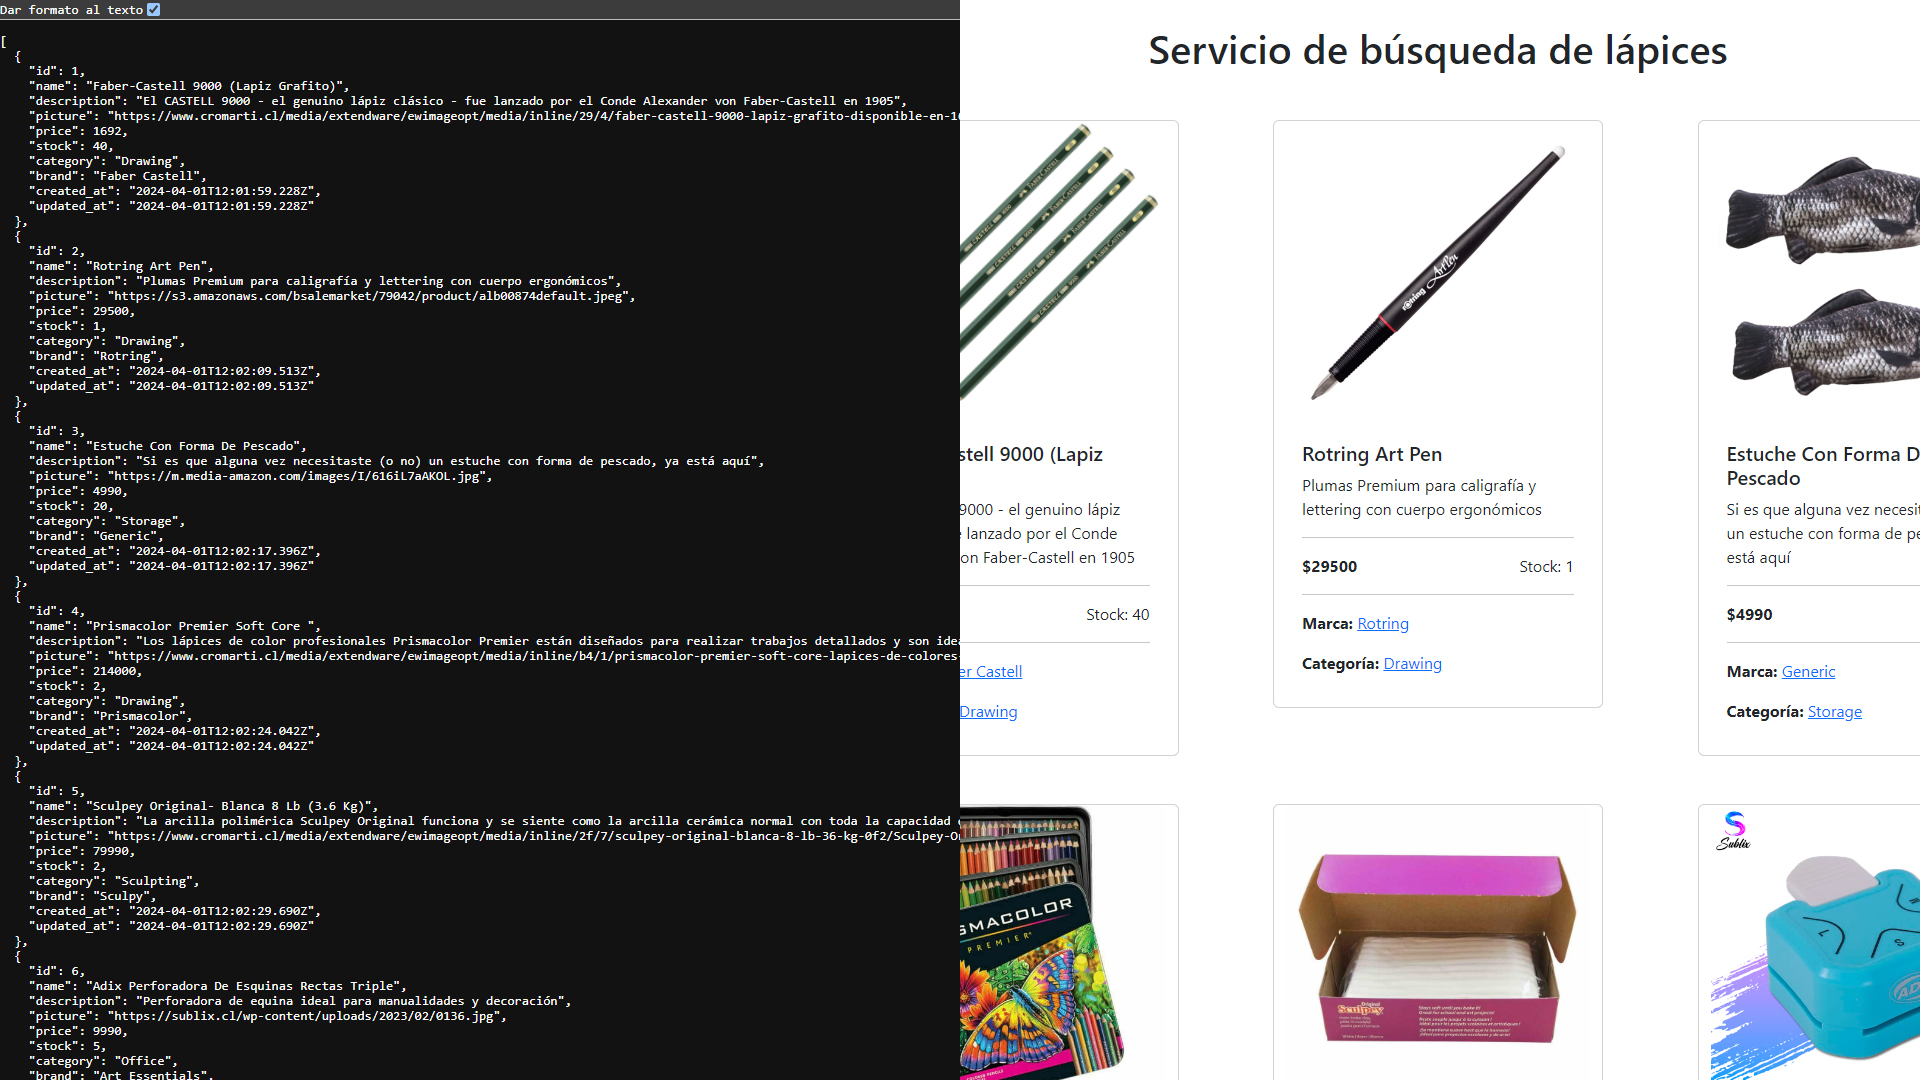 Dar formato al texto
[
{
"id": 1,
"name": "Faber-Castell 9000 (Lapiz Grafito)",
"description": "El CASTELL 9000 - el genuino lápiz clásico - fue lanzado por el Conde Alexander von Faber-Castell en 1905",
"picture": "https://www.cromarti.cl/media/extendware/ewimageopt/media/inline/29/4/faber-castell-9000-lapiz-grafito-disponible-en-16
"price": 1692,
"stock": 40,
"category": "Drawing",
"brand": "Faber Castell",
"created_at": "2024-04-01T12:01:59.228Z",
"updated_at": "2024-04-01T12:01:59.228Z"
},
{
"id": 2,
"name": "Rotring Art Pen",
"description": "Plumas Premium para caligrafía y lettering con cuerpo ergonómicos",
"picture": "https://s3.amazonaws.com/bsalemarket/79042/product/alb00874default.jpeg",
"price": 29500,
"stock": 1,
"category": "Drawing",
"brand": "Rotring",
"created_at": "2024-04-01T12:02:09.513Z",
"updated_at": "2024-04-01T12:02:09.513Z"
},
{
"id": 3,
"name": "Estuche Con Forma De Pescado",
"description": "Si es que alguna vez necesitaste (o no) un estuche con forma de pescado, ya está aquí",
"picture": "https://m.media-amazon.com/images/I/616iL7aAKOL.jpg",
"price": 4990,
"stock": 20,
"category": "Storage",
"brand": "Generic",
"created_at": "2024-04-01T12:02:17.396Z",
"updated_at": "2024-04-01T12:02:17.396Z"
},
{
"id": 4,
"name": "Prismacolor Premier Soft Core ",
"description": "Los lápices de color profesionales Prismacolor Premier están diseñados para realizar trabajos detallados y son idea
"picture": "https://www.cromarti.cl/media/extendware/ewimageopt/media/inline/b4/1/prismacolor-premier-soft-core-lapices-de-colores-
"price": 214000,
"stock": 2,
"category": "Drawing",
"brand": "Prismacolor",
"created_at": "2024-04-01T12:02:24.042Z",
"updated_at": "2024-04-01T12:02:24.042Z"
},
{
"id": 5,
"name": "Sculpey Original- Blanca 8 Lb (3.6 Kg)",
"description": "La arcilla polimérica Sculpey Original funciona y se siente como la arcilla cerámica normal con toda la capacidad
"picture": "https://www.cromarti.cl/media/extendware/ewimageopt/media/inline/2f/7/sculpey-original-blanca-8-lb-36-kg-0f2/Sculpey-O
"price": 79990,
"stock": 2,
"category": "Sculpting",
"brand": "Sculpy",
"created_at": "2024-04-01T12:02:29.690Z",
"updated_at": "2024-04-01T12:02:29.690Z"
},
{
"id": 6,
"name": "Adix Perforadora De Esquinas Rectas Triple",
"description": "Perforadora de equina ideal para manualidades y decoración",
"picture": "https://sublix.cl/wp-content/uploads/2023/02/0136.jpg",
"price": 9990,
"stock": 5,
"category": "Office",
"brand": "Art Essentials",
Servicio de búsqueda de lápices
stell 9000 (Lapiz
9000 - el genuino lápiz
lanzado por el Conde
on Faber-Castell en 1905
Stock: 40
er Castell
Drawing
rotring ArtPen
Rotring Art Pen
Plumas Premium para caligrafía y
lettering con cuerpo ergonómicos
$29500 Stock: 1
Marca: Rotring
Categoría: Drawing
Estuche Con Forma D
Pescado
Si es que alguna vez necesit
un estuche con forma de pe
está aquí
$4990
Marca: Generic
Categoría: Storage
SMACOLOR
PREMIER
Original
Sculpey
Sublix
L
S
AD